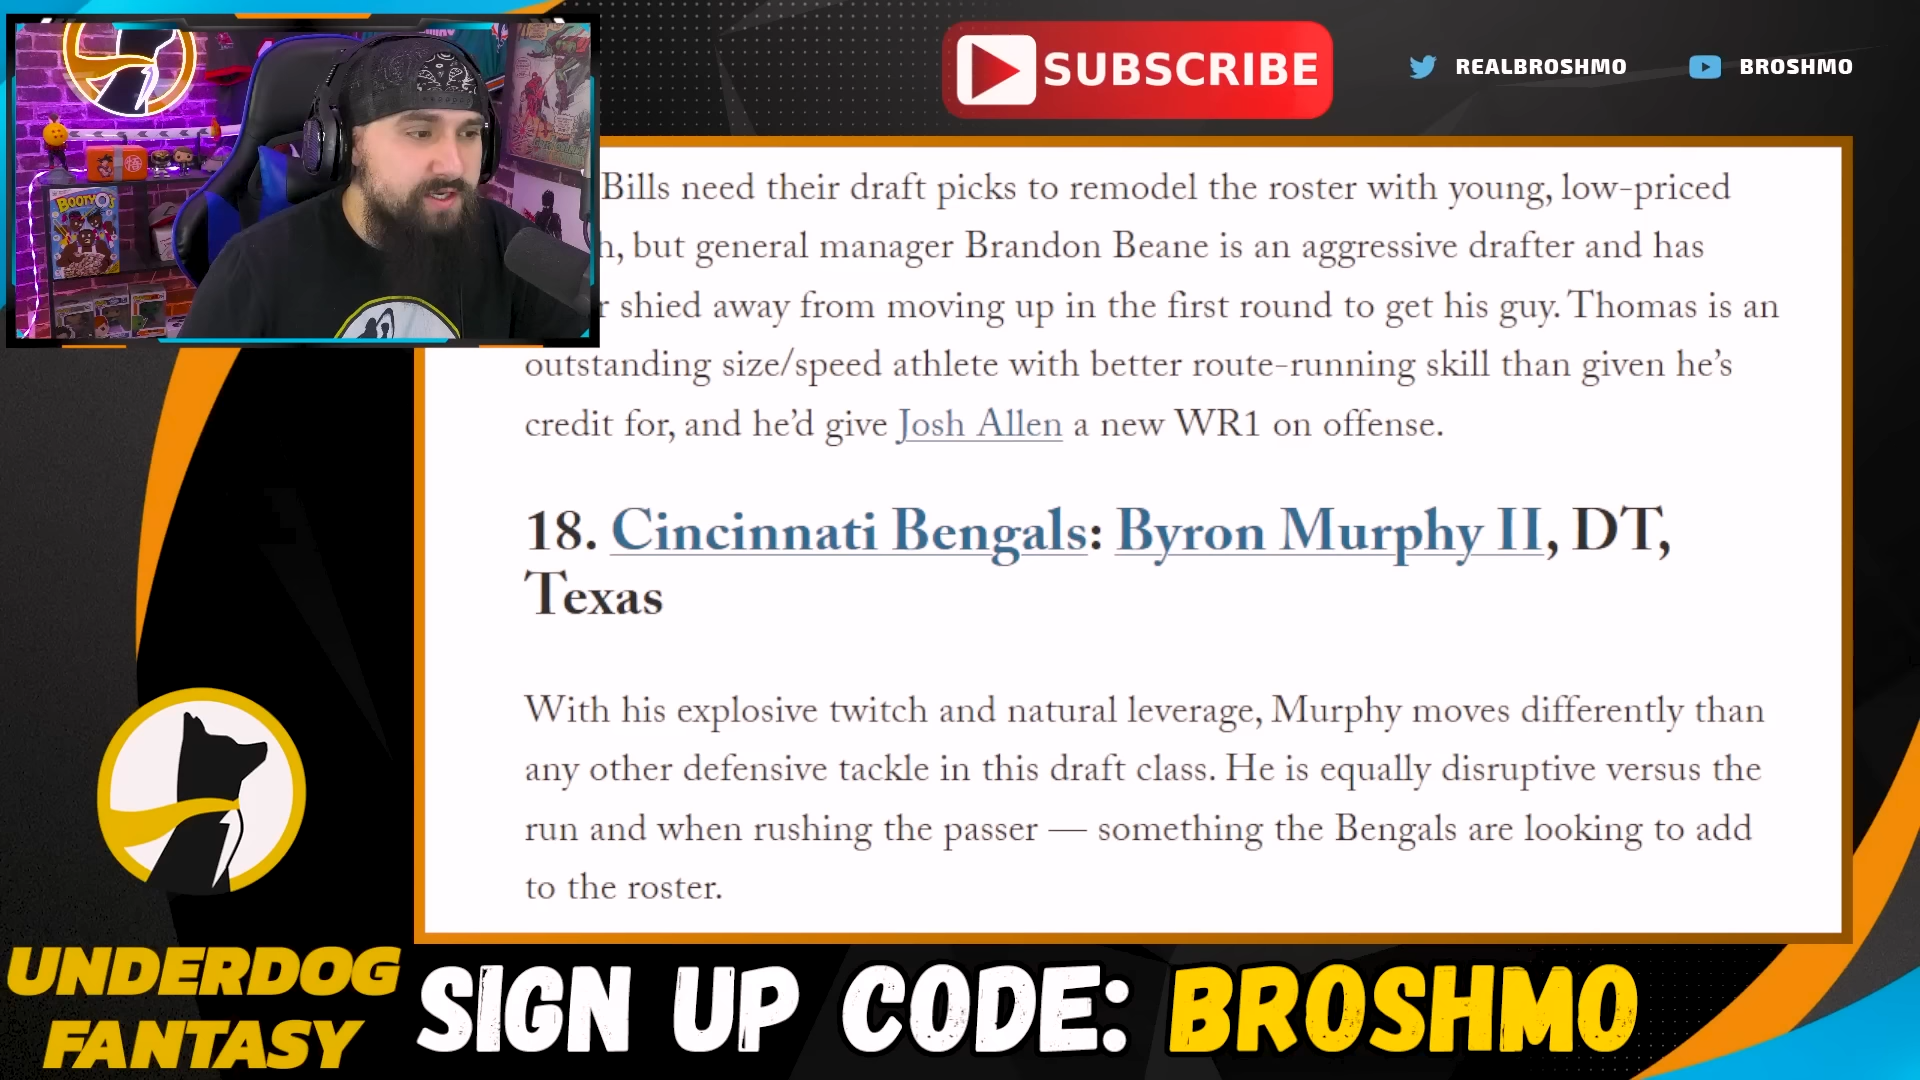 SUBSCRIBE
REALBROSHMO
BROSHMO
BOOTY O's
Bills need their draft picks to remodel the roster with young, low-priced
h, but general manager Brandon Beane is an aggressive drafter and has
r shied away from moving up in the first round to get his guy. Thomas is an
outstanding size/speed athlete with better route-running skill than given he's
credit for, and he'd give Josh Allen a new WR1 on offense.
18. Cincinnati Bengals: Byron Murphy II, DT,
Texas
With his explosive twitch and natural leverage, Murphy moves differently than
any other defensive tackle in this draft class. He is equally disruptive versus the
run and when rushing the passer — something the Bengals are looking to add
to the roster.
UNDERDOG
FANTASY
SIGN UP CODE: BROSHMO